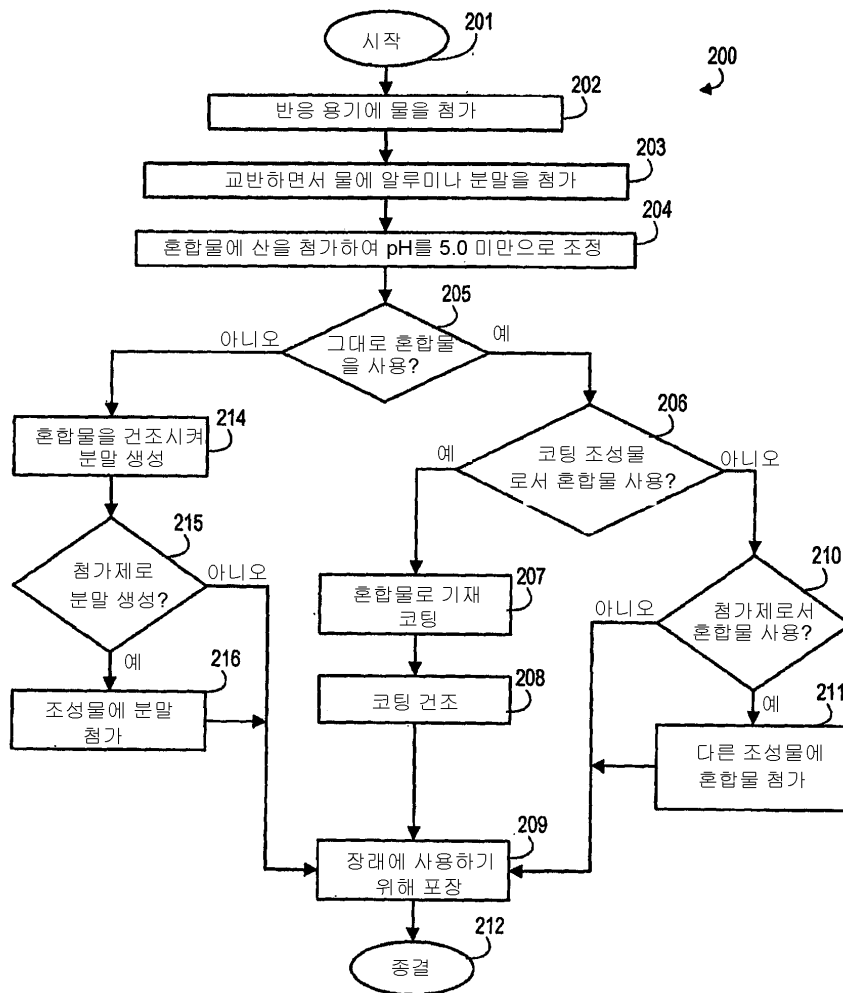 시작
201
200
202
반응 용기에 물을 첨가
203
교반하면서 물에 알루미나 분말을 첨가
204
혼합물에 산을 첨가하여 pH를 5.0 미만으로 조정
205
아니오
예
그대로 혼합물
을 사용?
214
혼합물을 건조시켜
분말 생성
206
예
코팅 조성물
로서 혼합물 사용?
아니오
215
첨가제로
분말 생성?
아니오
예
207
혼합물로 기재
코팅
210
아니오
첨가제로서
혼합물 사용?
예
216
조성물에 분말
첨가
208
코팅 건조
211
다른 조성물에
혼합물 첨가
209
장래에 사용하기
위해 포장
212
종결